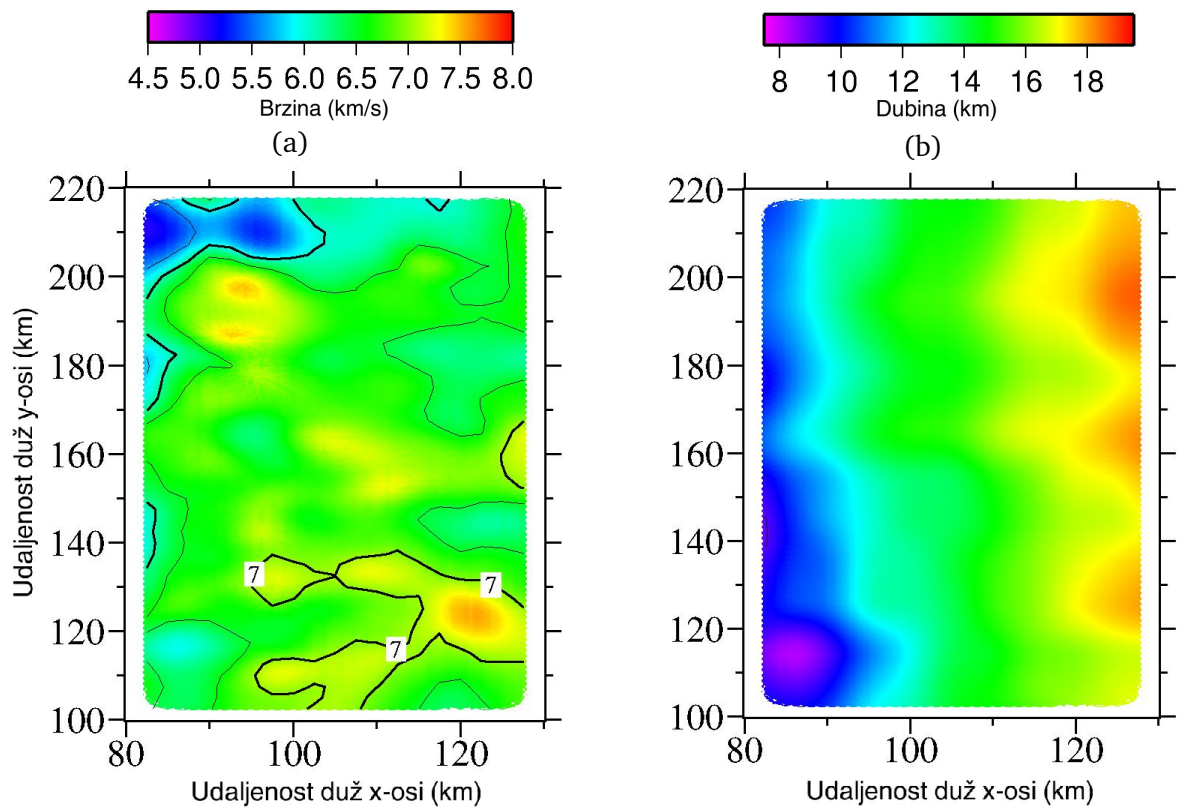 4.5 5.0 5.5 6.0 6.5 7.0 7.5 8.0
Brzina (km/s)
(a)
220
200
180
160
140
120
100
80 100 120
Udaljenost duž y-osi (km)
Udaljenost duž x-osi (km)
7
7
7
8 10 12 14 16 18
Dubina (km)
(b)
220
200
180
160
140
120
100
80 100 120
Udaljenost duž x-osi (km)